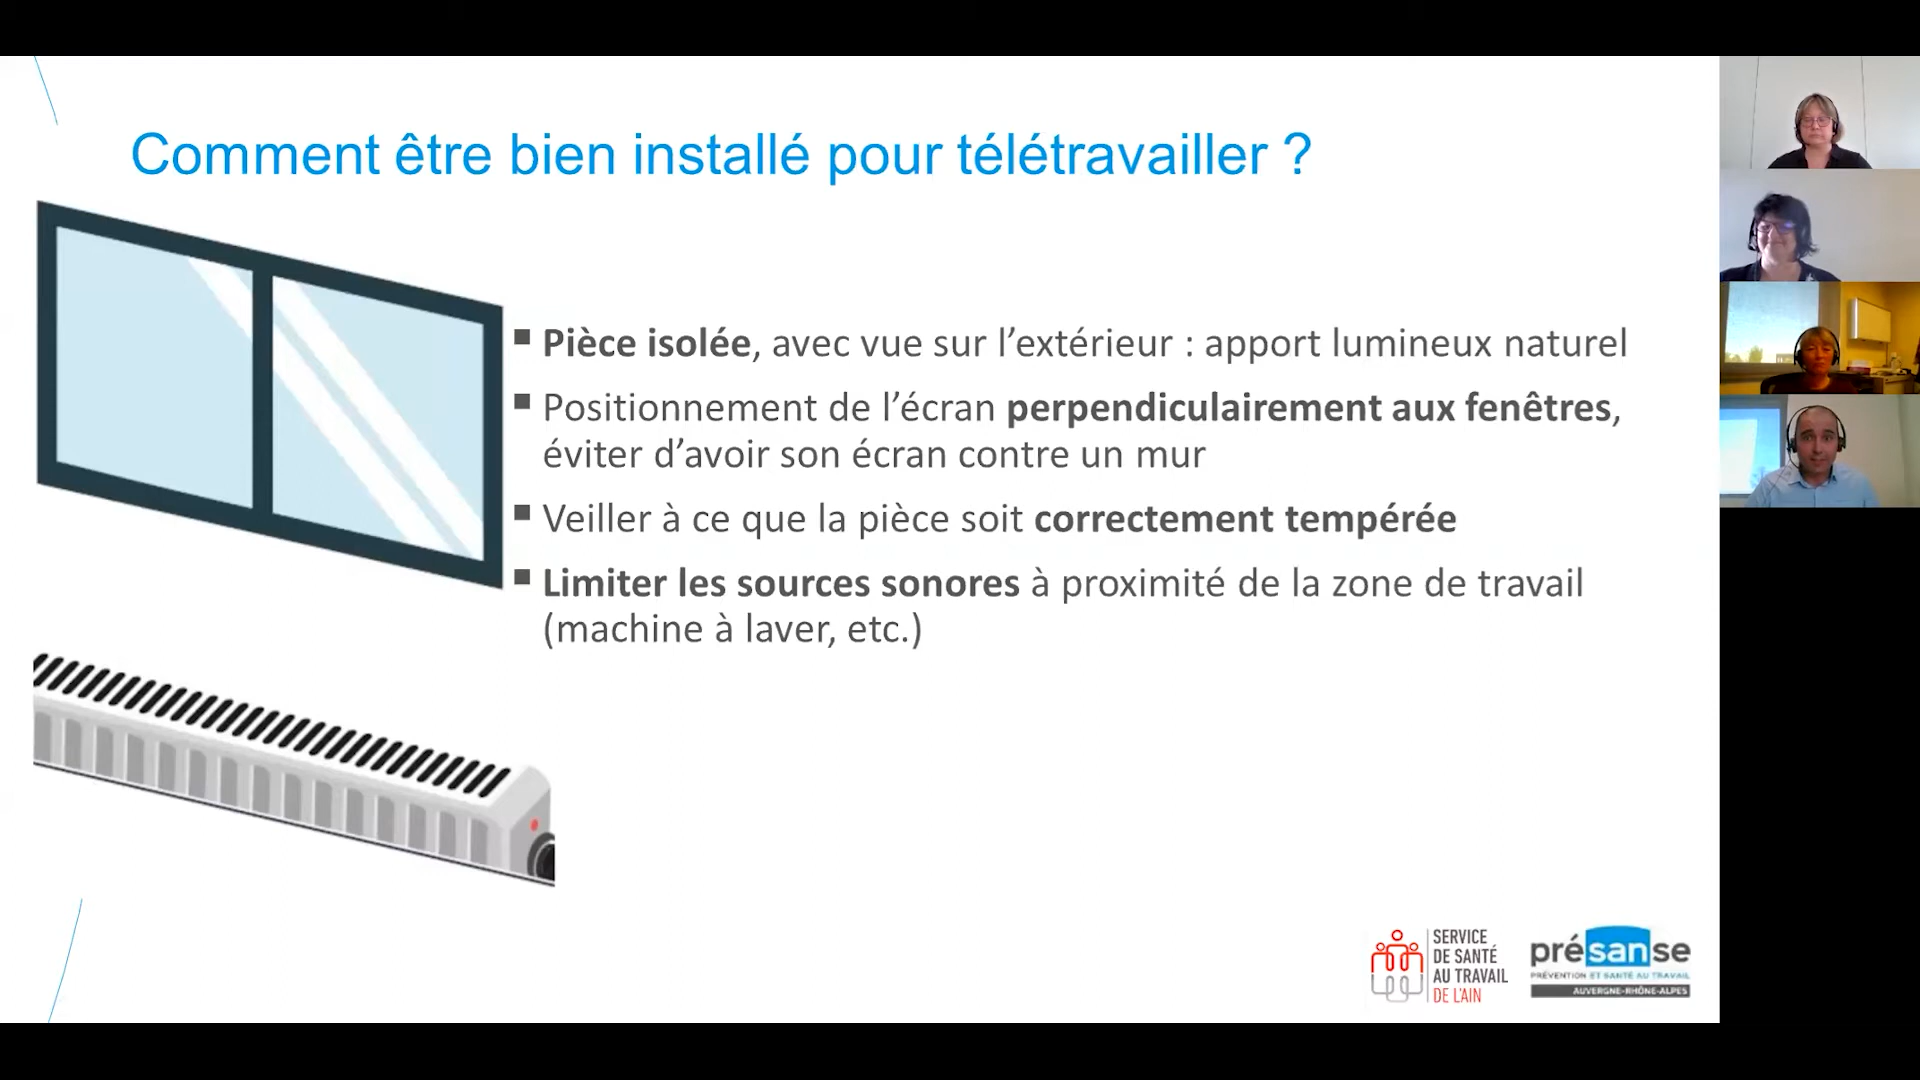 Comment être bien installé pour télétravailler ?
▪ Pièce isolée, avec vue sur l’extérieur : apport lumineux naturel
▪ Positionnement de l’écran perpendiculairement aux fenêtres,
éviter d’avoir son écran contre un mur
▪ Veiller à ce que la pièce soit correctement tempérée
▪ Limiter les sources sonores à proximité de la zone de travail
(machine à laver, etc.)
SERVICE
DE SANTÉ
AU TRAVAIL
DE L'AIN
présanse
PRÉVENTION ET SANTÉ AU TRAVAIL
AUVERGNE-RHÔNE-ALPES